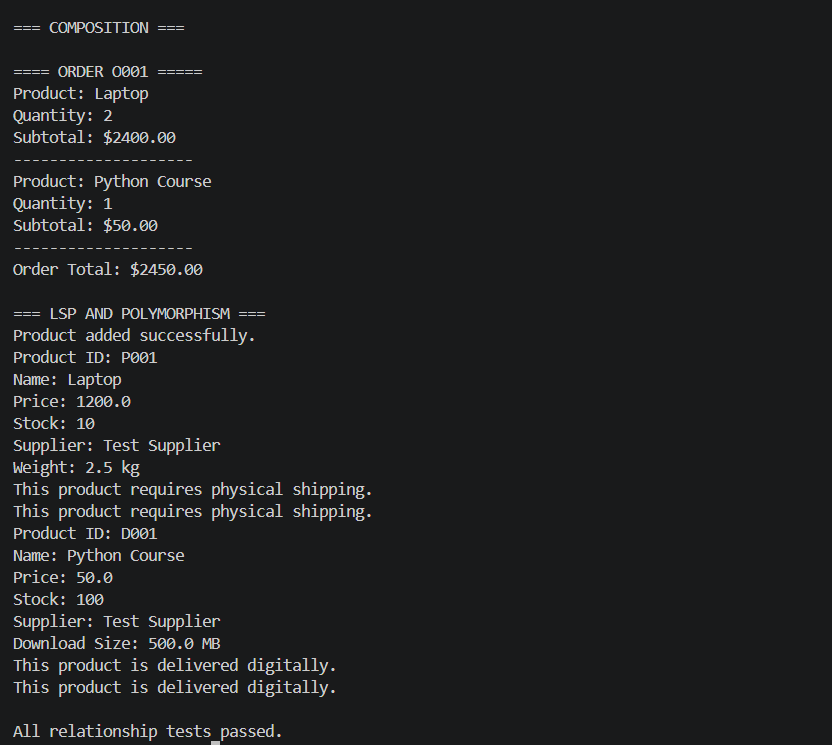 === COMPOSITION ===
==== ORDER O001 =====
Product: Laptop
Quantity: 2
Subtotal: $2400.00
--------------------
Product: Python Course
Quantity: 1
Subtotal: $50.00
--------------------
Order Total: $2450.00
=== LSP AND POLYMORPHISM ===
Product added successfully.
Product ID: P001
Name: Laptop
Price: 1200.0
Stock: 10
Supplier: Test Supplier
Weight: 2.5 kg
This product requires physical shipping.
This product requires physical shipping.
Product ID: D001
Name: Python Course
Price: 50.0
Stock: 100
Supplier: Test Supplier
Download Size: 500.0 MB
This product is delivered digitally.
This product is delivered digitally.
All relationship tests passed.